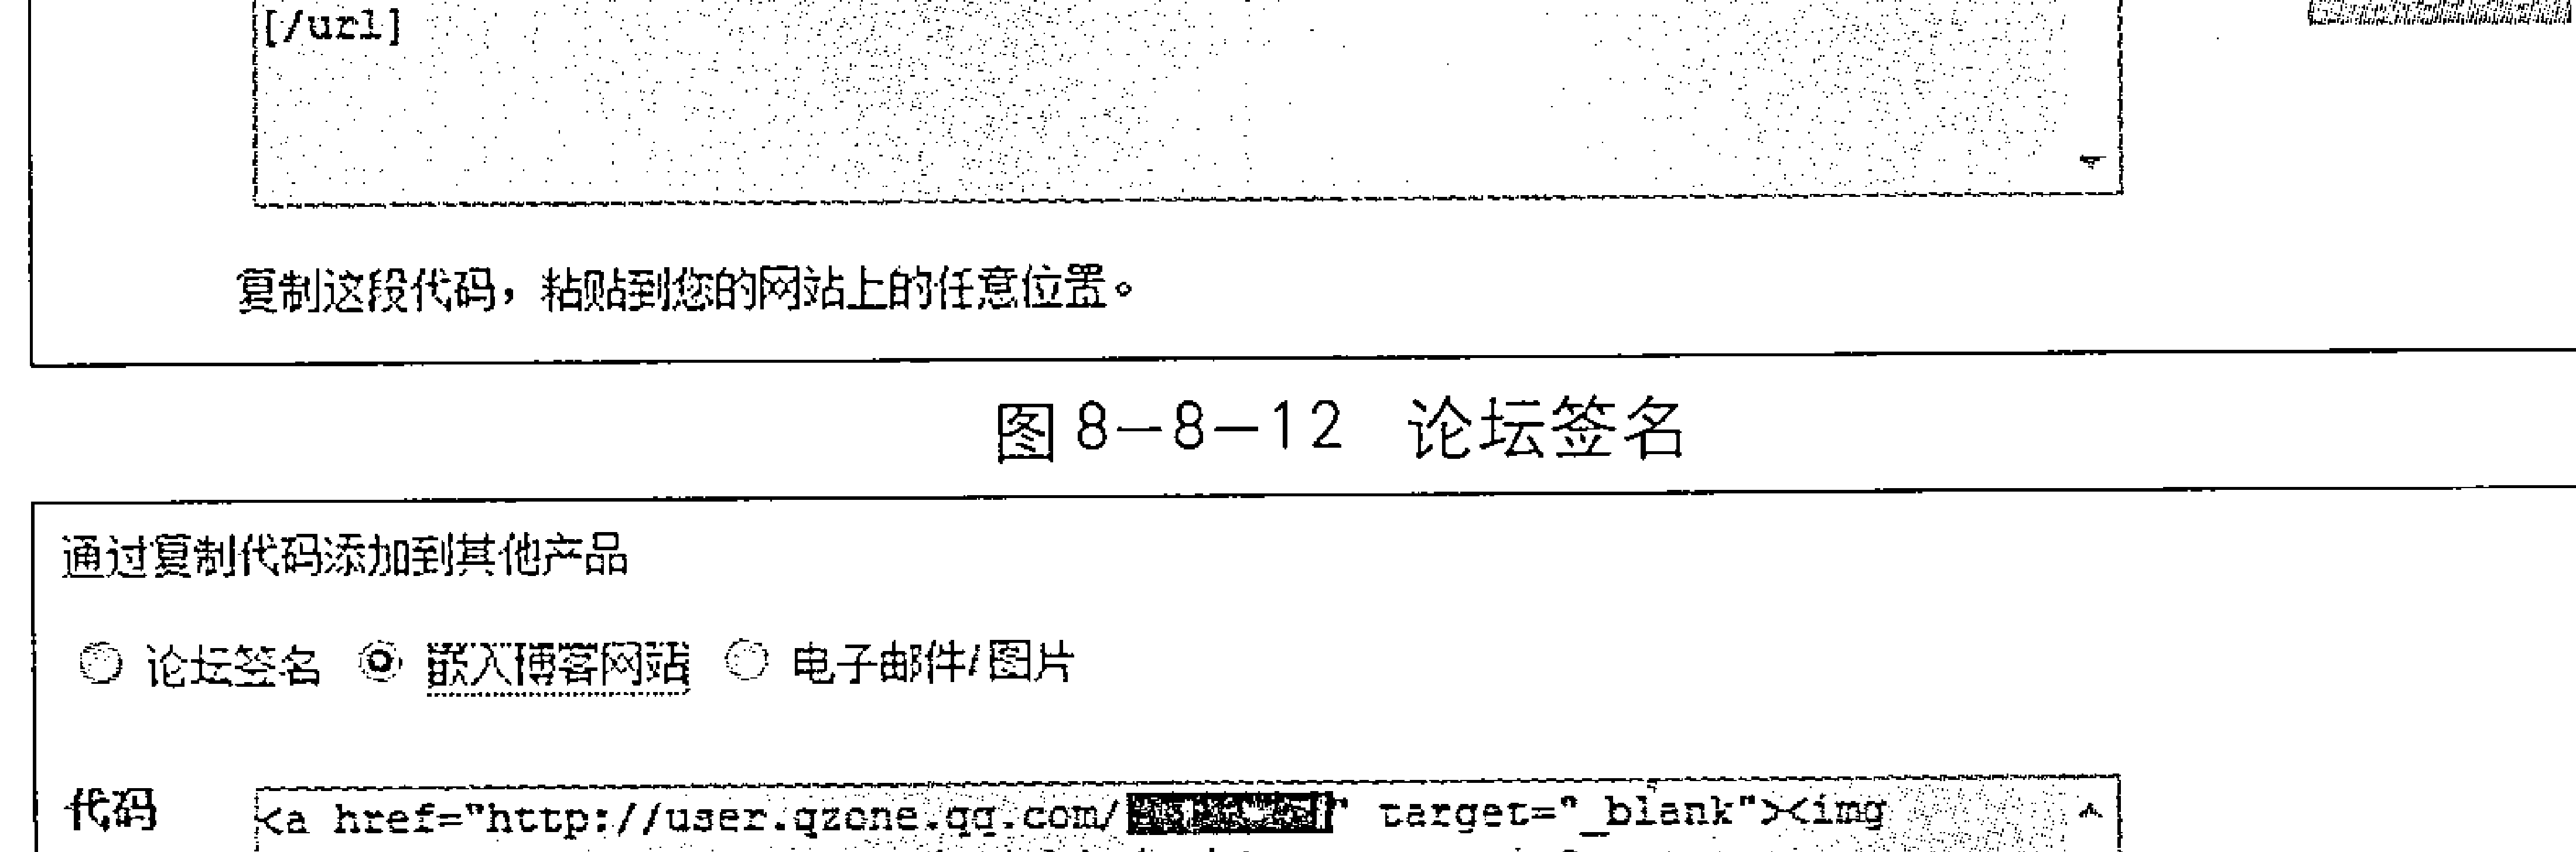 [/url]
复制这段代码，粘贴到您的网站上的任意位置。
图8-8-12 论坛签名
通过复制代码添加到其他产品
论坛签名 嵌入博客网站 电子邮件/图片
代码 <a href="http://user.qzone.qq.com/ " target="_blank"><img